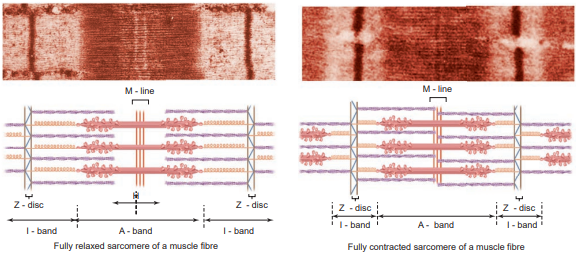 M - line
H
Z - disc
Z - disc
I - band
A - band
I - band
Fully relaxed sarcomere of a muscle fibre
M - line
Z - disc
Z - disc
I - band
A - band
I - band
Fully contracted sarcomere of a muscle fibre